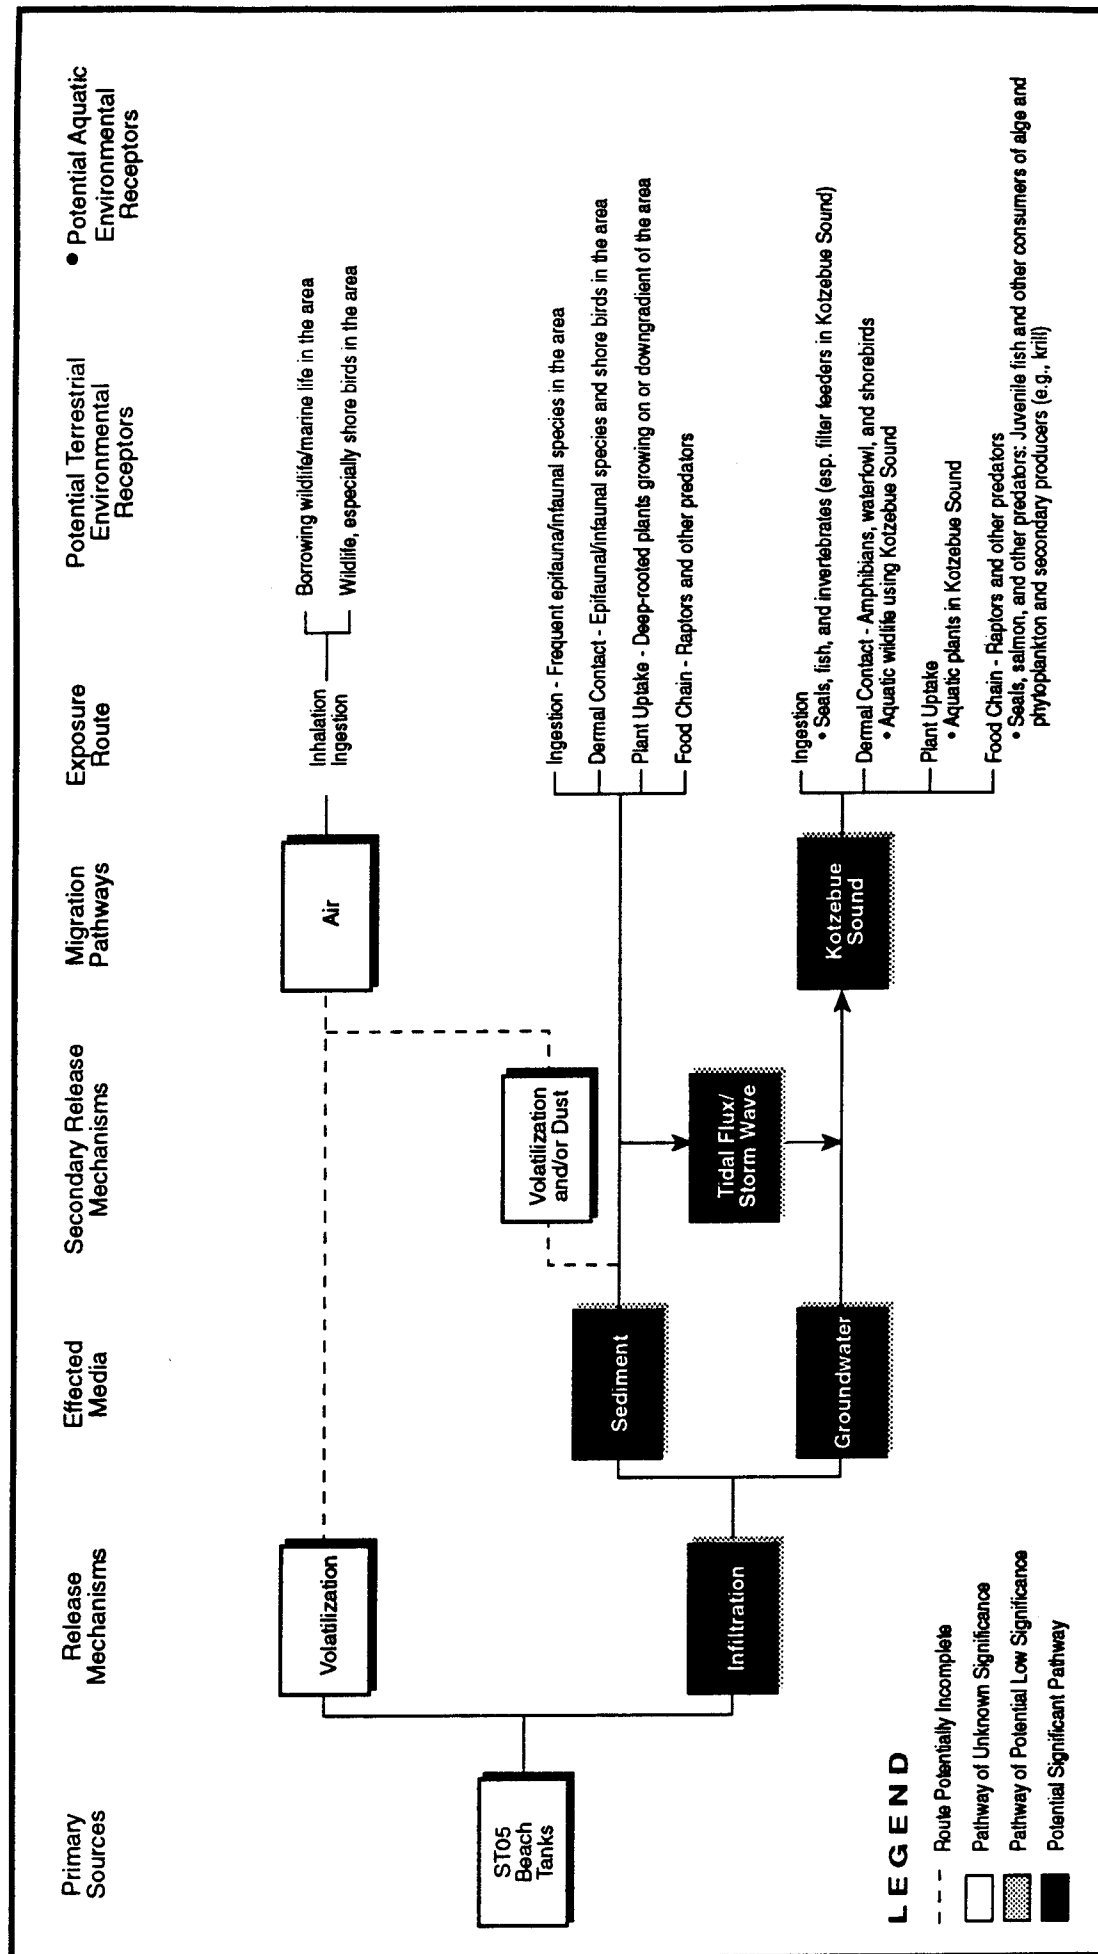 Primary
Sources
Release
Mechanisms
Effected
Media
Secondary Release
Mechanisms
Migration
Pathways
Exposure
Route
Potential Terrestrial
Environmental
Receptors
• Potential Aquatic
Environmental
Receptors
ST05
Beach
Tanks
Volatilization
Infiltration
Sediment
Groundwater
Volatilization
and/or Dust
Tidal Flux/
Storm Wave
Air
Kotzebue
Sound
Inhalation
Ingestion
Borrowing wildlife/marine life in the area
Wildlife, especially shore birds in the area
Ingestion - Frequent epifauna/infaunal species in the area
Dermal Contact - Epifaunal/infaunal species and shore birds in the area
Plant Uptake - Deep-rooted plants growing on or downgradient of the area
Food Chain - Raptors and other predators
Ingestion
• Seals, fish, and invertebrates (esp. filter feeders in Kotzebue Sound)
Dermal Contact - Amphibians, waterfowl, and shorebirds
• Aquatic wildlife using Kotzebue Sound
Plant Uptake
• Aquatic plants in Kotzebue Sound
Food Chain - Raptors and other predators
• Seals, salmon, and other predators; Juvenile fish and other consumers of alge and
phytoplankton and secondary producers (e.g., krill)
LEGEND
Route Potentially Incomplete
Pathway of Unknown Significance
Pathway of Potential Low Significance
Potential Significant Pathway